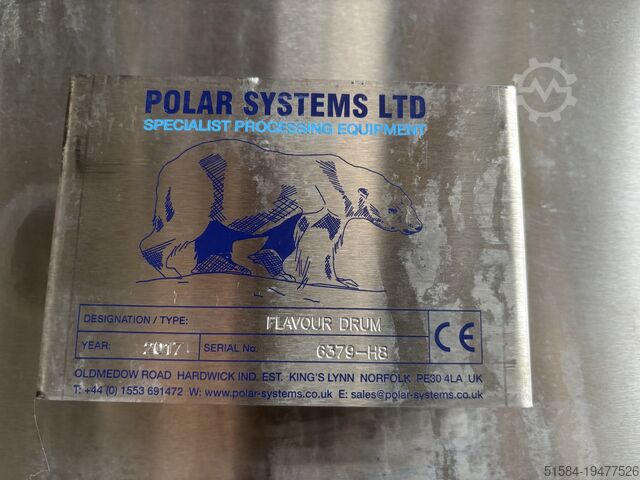 POLAR SYSTEMS LTD
SPECIALIST PROCESSING EQUIPMENT
DESIGNATION / TYPE: FLAVOUR DRUM
YEAR: 2017 SERIAL No. 6379-H8
CE
OLDMEDOW ROAD HARDWICK IND. EST. KING'S LYNN NORFOLK PE30 4LA UK
T: +44 (0) 1553 691472 W: www.polar-systems.co.uk E: sales@polar-systems.co.uk
51584-19477526